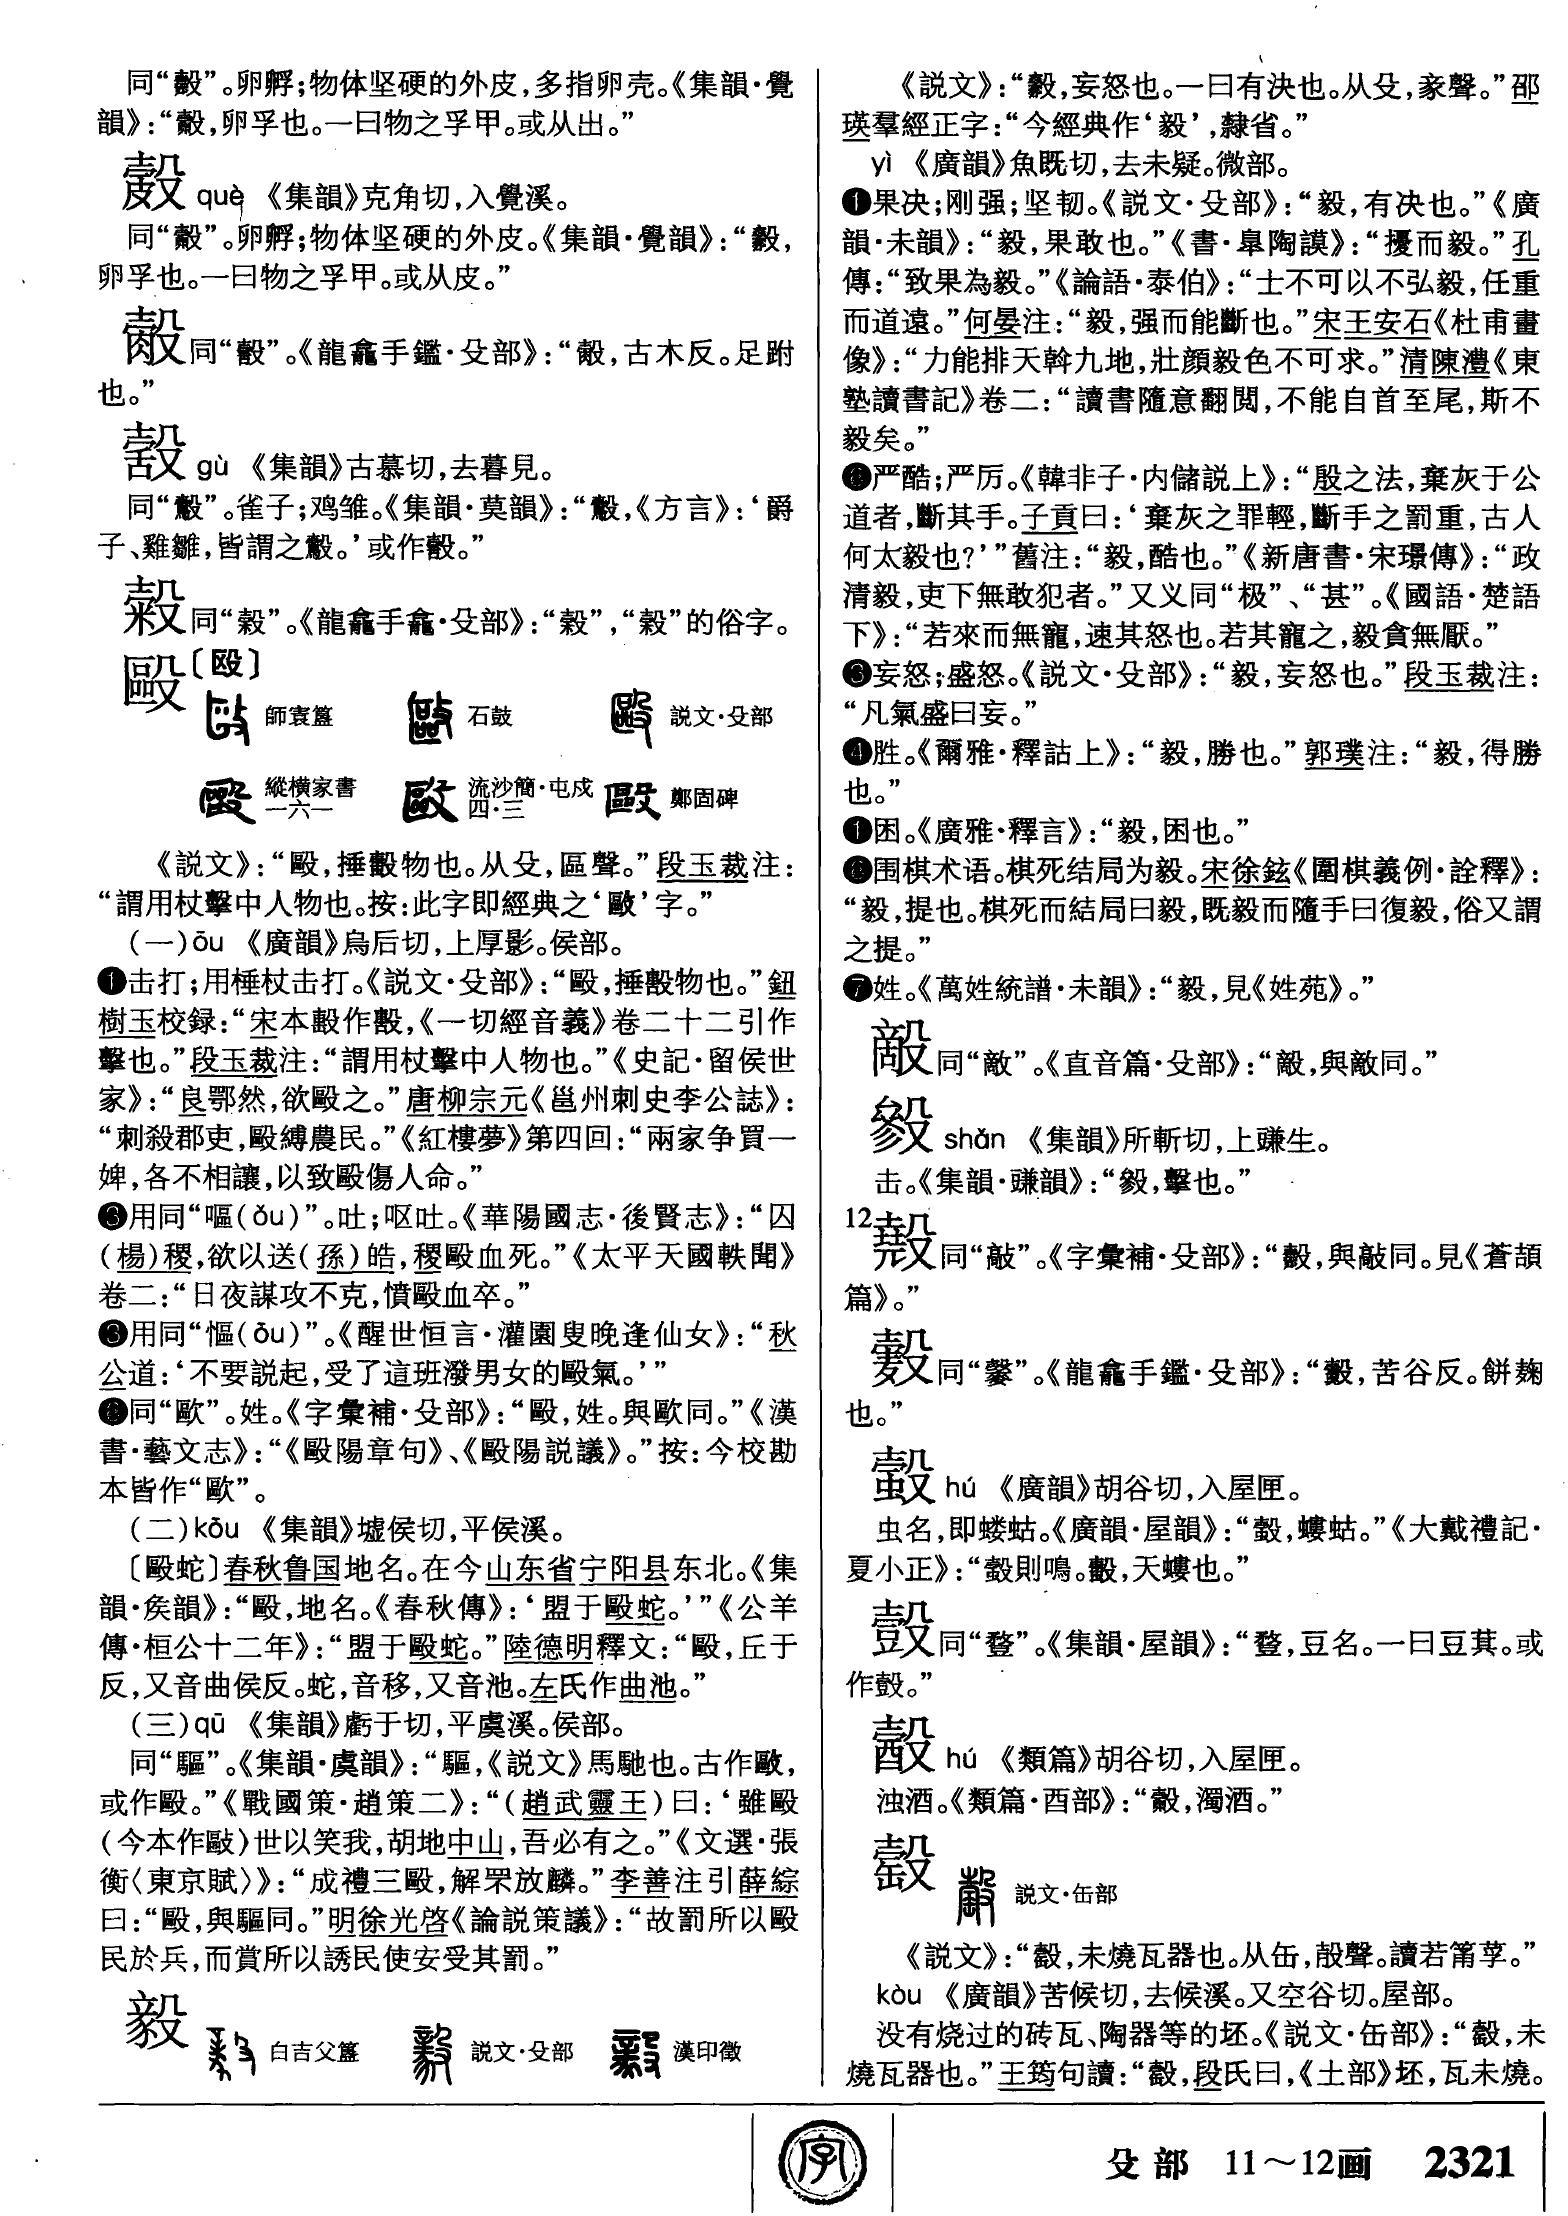 同“㱿”。卵孵;物体坚硬的外皮,多指卵壳。《集韻·覺
韻》:“㱿,卵孚也。一曰物之孚甲。或从出。”
què 《集韻》克角切,入覺溪。
同“㱿”。卵孵;物体坚硬的外皮。《集韻·覺韻》:“
卵孚也。一曰物之孚甲。或从皮。”
同“㱿”。《龍龕手鑑·殳部》:“古木反。足跗
也。”
gù 《集韻》古慕切,去暮見。
同“鷇”。雀子;鸡雏。《集韻·莫韻》:“鷇,《方言》:‘爵
子、雞雛,皆謂之鷇。’或作
同“穀”。《龍龕手龕·殳部》:“穀”,“穀”的俗字。
毆〔殴〕
師㝨簋 石鼓 説文·殳部
縱横家書一六一 流沙簡·屯戍四·三 鄭固碑
《説文》:“毆,捶毄物也。从殳,區聲。”段玉裁注:
“謂用杖擊中人物也。按:此字即經典之‘敺’字。”
(一)ǒu 《廣韻》烏后切,上厚影。侯部。
❶击打;用棰杖击打。《説文·殳部》:“毆,捶毄物也。”鈕
樹玉校録:“宋本毄作毄,《一切經音義》卷二十二引作
擊也。”段玉裁注:“謂用杖擊中人物也。”《史記·留侯世
家》:“良鄂然,欲毆之。”唐柳宗元《邕州刺史李公誌》:
“刺殺郡吏,毆縛農民。”《紅樓夢》第四回:“兩家争買一
婢,各不相讓,以致毆傷人命。”
❷用同“嘔(ǒu)”。吐;呕吐。《華陽國志·後賢志》:“囚
(楊)稷,欲以送(孫)皓,稷毆血死。”《太平天國軼聞》
卷二:“日夜謀攻不克,憤毆血卒。”
❸用同“慪(òu)”。《醒世恒言·灌園叟晚逢仙女》:“秋
公道:‘不要説起,受了這班潑男女的毆氣。’”
❹同“歐”。姓。《字彙補·殳部》:“毆,姓。與歐同。”《漢
書·藝文志》:“《毆陽章句》、《毆陽説議》。”按:今校勘
本皆作“歐”。
(二)kōu 《集韻》墟侯切,平侯溪。
〔毆蛇〕春秋鲁国地名。在今山东省宁阳县东北。《集
韻·矦韻》:“毆,地名。《春秋傳》:‘盟于毆蛇。’”《公羊
傳·桓公十二年》:“盟于毆蛇。”陸德明釋文:“毆,丘于
反,又音曲侯反。蛇,音移,又音池。左氏作曲池。”
(三)qū 《集韻》虧于切,平虞溪。侯部。
同“驅”。《集韻·虞韻》:“驅,《説文》馬馳也。古作敺,
或作毆。”《戰國策·趙策二》:“(趙武靈王)曰:‘雖毆
(今本作敺)世以笑我,胡地中山,吾必有之。”《文選·張
衡〈東京賦〉》:“成禮三毆,解罘放麟。”李善注引薛綜
曰:“毆,與驅同。”明徐光啓《論説策議》:“故罰所以毆
民於兵,而賞所以誘民使安受其罰。”
毅
白吉父簋 説文·殳部 漢印徵
《説文》:“毅,妄怒也。一曰有決也。从殳,豙聲。”邵
瑛羣經正字:“今經典作‘毅’,隸省。”
yì 《廣韻》魚既切,去未疑。微部。
❶果决;刚强;坚韧。《説文·殳部》:“毅,有決也。”《廣
韻·未韻》:“毅,果敢也。”《書·皋陶謨》:“擾而毅。”孔
傳:“致果為毅。”《論語·泰伯》:“士不可以不弘毅,任重
而道遠。”何晏注:“毅,强而能斷也。”宋王安石《杜甫畫
像》:“力能排天斡九地,壯顔毅色不可求。”清陳澧《東
塾讀書記》卷二:“讀書隨意翻閲,不能自首至尾,斯不
毅矣。”
❷严酷;严厉。《韓非子·内儲説上》:“殷之法,棄灰于公
道者,斷其手。子貢曰:‘棄灰之罪輕,斷手之罰重,古人
何太毅也?’”舊注:“毅,酷也。”《新唐書·宋璟傳》:“政
清毅,吏下無敢犯者。”又义同“极”、“甚”。《國語·楚語
下》:“若來而無寵,速其怒也。若其寵之,毅貪無厭。”
❸妄怒;盛怒。《説文·殳部》:“毅,妄怒也。”段玉裁注:
“凡氣盛曰妄。”
❹胜。《爾雅·釋詁上》:“毅,勝也。”郭璞注:“毅,得勝
也。”
❺困。《廣雅·釋言》:“毅,困也。”
❻围棋术语。棋死结局为毅。宋徐鉉《圍棋義例·詮釋》:
“毅,提也。棋死而結局曰毅,既毅而隨手曰復毅,俗又謂
之提。”
❼姓。《萬姓統譜·未韻》:“毅,見《姓苑》。”
同“敵”。《直音篇·殳部》:“與敵同。”
shǎn 《集韻》所斬切,上豏生。
击。《集韻·豏韻》:“擊也。”
12 同“敲”。《字彙補·殳部》:“與敲同。見《蒼頡
篇》。”
同“䵃”。《龍龕手鑑·殳部》:“苦谷反。餅麴
也。”
hú 《廣韻》胡谷切,入屋匣。
虫名,即蝼蛄。《廣韻·屋韻》:“螜,螻蛄。”《大戴禮記·
夏小正》:“螜則鳴。螜,天螻也。”
同“䜼”。《集韻·屋韻》:“豆名。一曰豆萁。或
作
hú 《類篇》胡谷切,入屋匣。
浊酒。《類篇·酉部》:“濁酒。”
説文·缶部
《説文》:“㲉,未燒瓦器也。从缶,㱿聲。讀若筩莩。”
kòu 《廣韻》苦候切,去候溪。又空谷切。屋部。
没有烧过的砖瓦、陶器等的坯。《説文·缶部》:“未
燒瓦器也。”王筠句讀:“段氏曰,《土部》坯,瓦未燒。
字
殳部 11～12画 2321